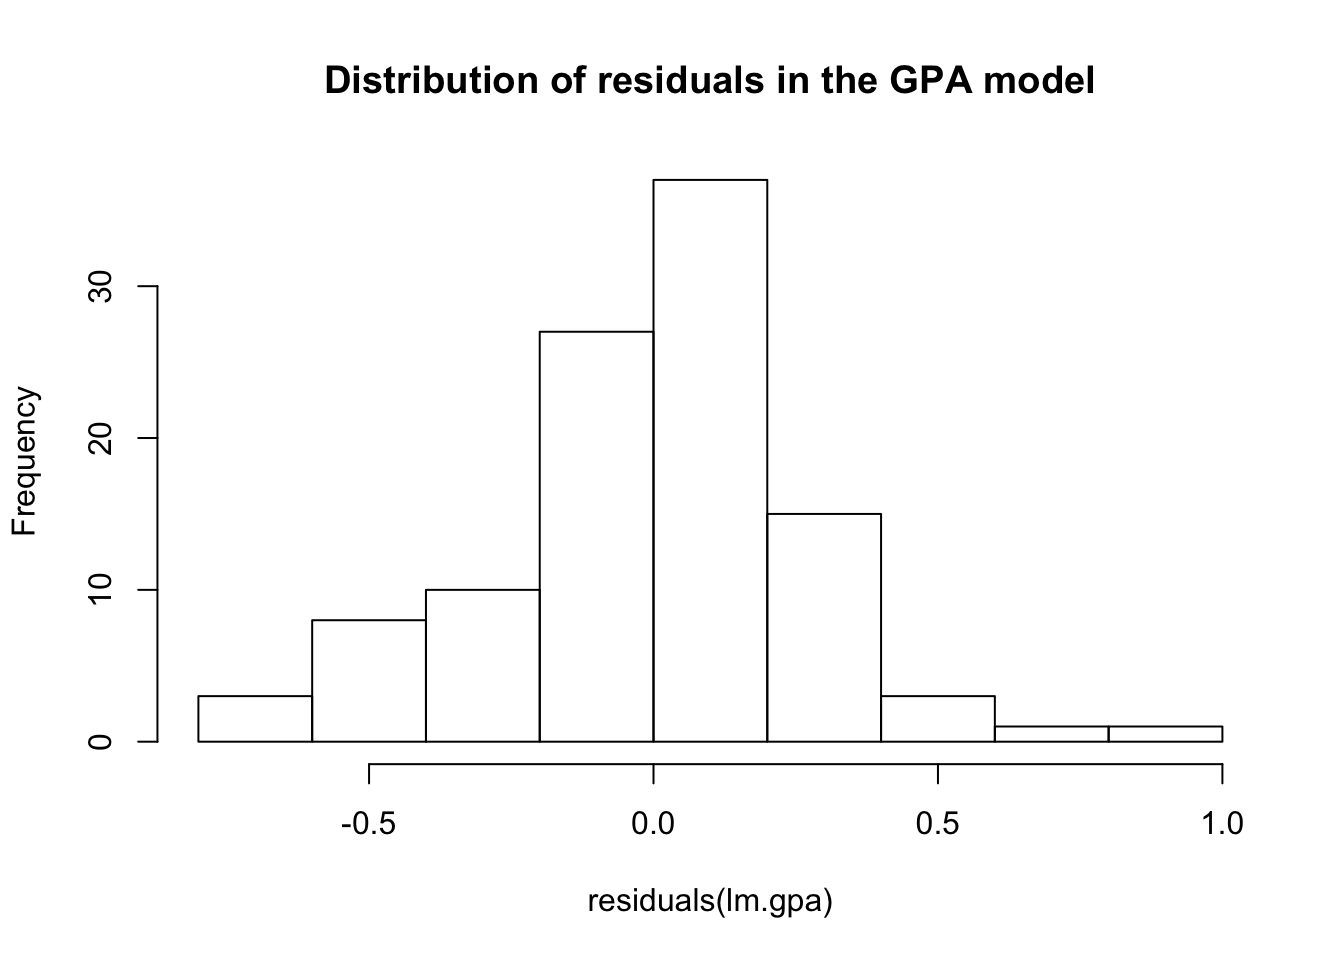 Distribution of residuals in the GPA model
Frequency
30
20
10
0
-0.5 0.0 0.5 1.0
residuals(lm.gpa)